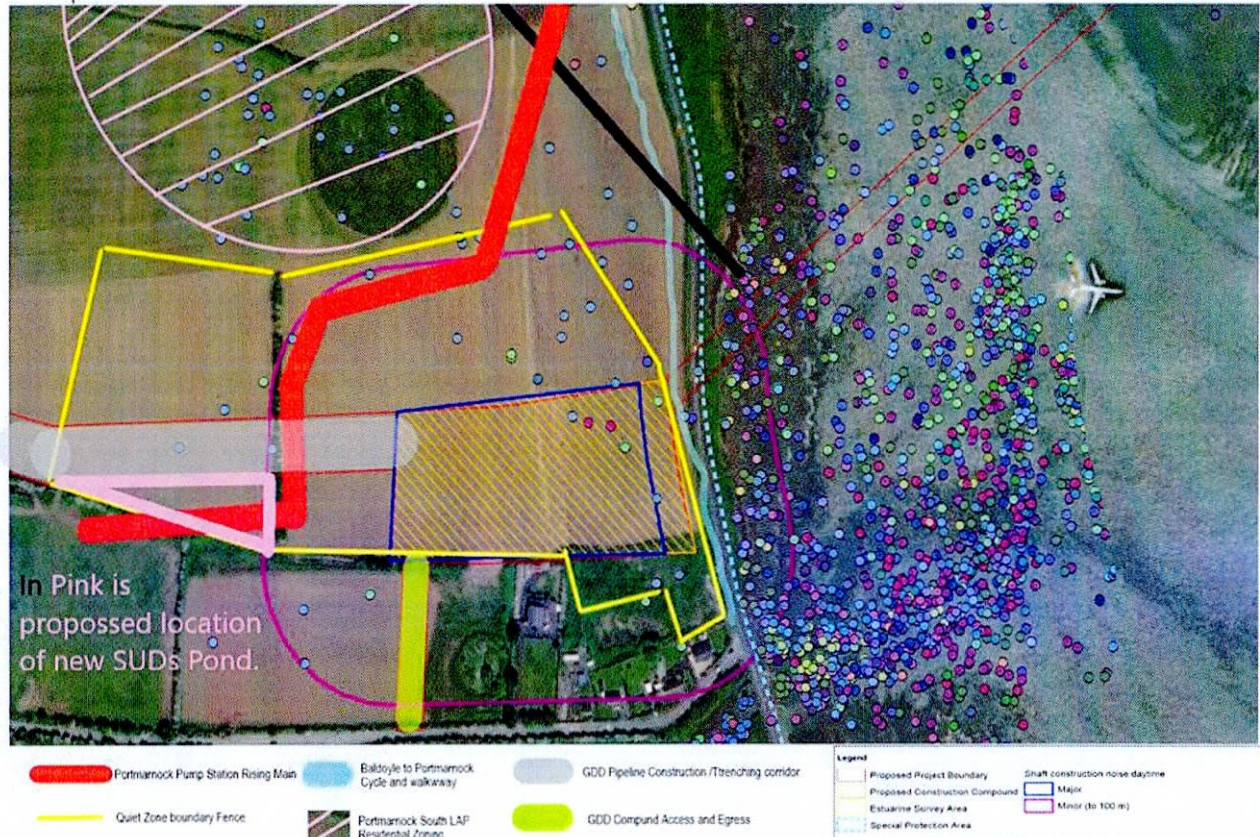 In Pink is
propossed location
of new SUDs Pond.
Portmarnock Pump Station Rising Main
Baldoyle to Portmarnock
Cycle and walkwway
GDD Pipeline Construction /Ttrenching corridor
Quiet Zone boundary Fence
Portmarnock South LAP
Residential Zoning
GDD Compund Access and Egress
Legend
Proposed Project Boundary
Proposed Construction Compound
Estuarine Survey Area
Special Protection Area
Shaft construction noise daytime
Major
Minor (to 100 m)